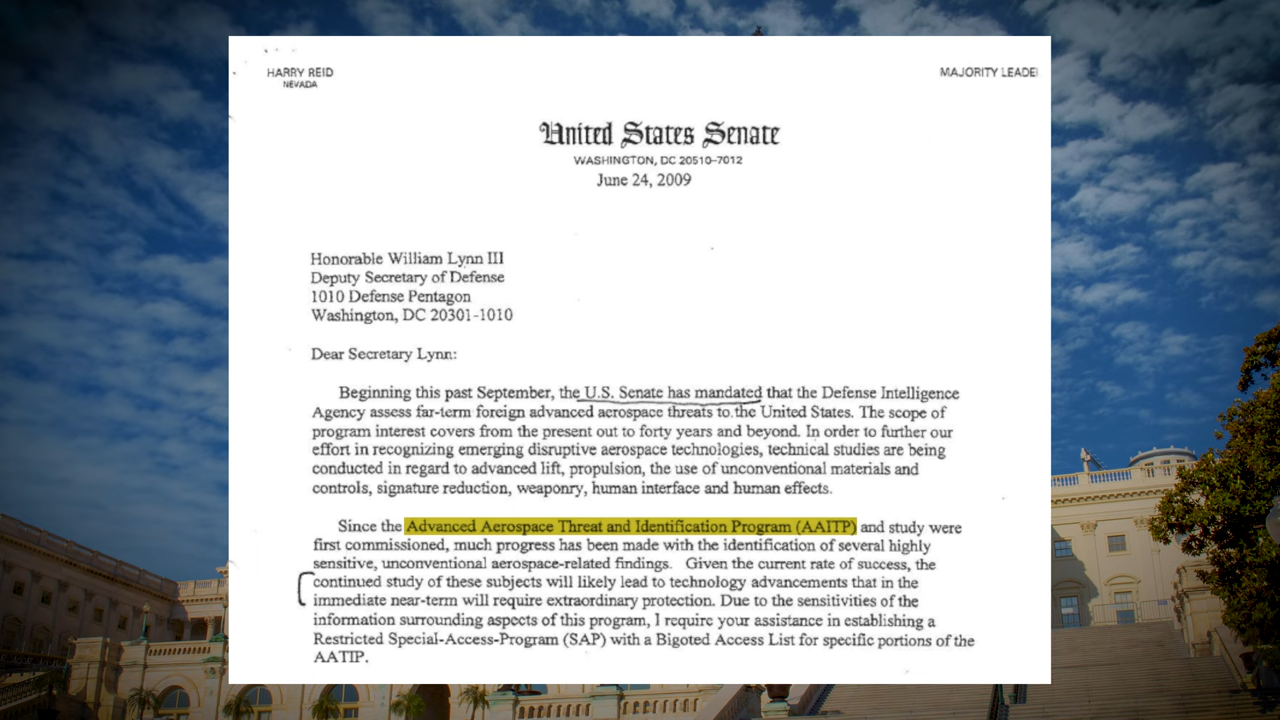 HARRY REID
NEVADA
MAJORITY LEADE
United States Senate
WASHINGTON, DC 20510-7012
June 24, 2009
Honorable William Lynn III
Deputy Secretary of Defense
1010 Defense Pentagon
Washington, DC 20301-1010
Dear Secretary Lynn:
Beginning this past September, the U.S. Senate has mandated that the Defense Intelligence
Agency assess far-term foreign advanced aerospace threats to the United States. The scope of
program interest covers from the present out to forty years and beyond. In order to further our
effort in recognizing emerging disruptive aerospace technologies, technical studies are being
conducted in regard to advanced lift, propulsion, the use of unconventional materials and
controls, signature reduction, weaponry, human interface and human effects.
Since the Advanced Aerospace Threat and Identification Program (AAITP) and study were
first commissioned, much progress has been made with the identification of several highly
sensitive, unconventional aerospace-related findings. Given the current rate of success, the
continued study of these subjects will likely lead to technology advancements that in the
immediate near-term will require extraordinary protection. Due to the sensitivities of the
information surrounding aspects of this program, I require your assistance in establishing a
Restricted Special-Access-Program (SAP) with a Bigoted Access List for specific portions of the
AATIP.